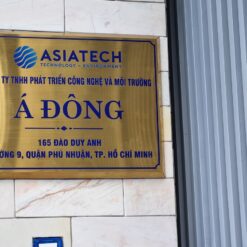 ASIATECH
TECHNOLOGY - ENVIRONMENT
TY TNHH PHÁT TRIỂN CÔNG NGHỆ VÀ MÔI TRƯỜNG
Á ĐÔNG
165 ĐÀO DUY ANH
ƯỜNG 9, QUẬN PHÚ NHUẬN, TP. HỒ CHÍ MINH